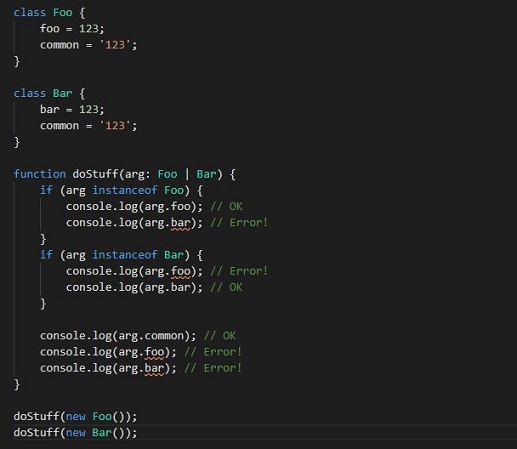 class Foo {
    foo = 123;
    common = '123';
}

class Bar {
    bar = 123;
    common = '123';
}

function doStuff(arg: Foo | Bar) {
    if (arg instanceof Foo) {
        console.log(arg.foo); // OK
        console.log(arg.bar); // Error!
    }
    if (arg instanceof Bar) {
        console.log(arg.foo); // Error!
        console.log(arg.bar); // OK
    }

    console.log(arg.common); // OK
    console.log(arg.foo); // Error!
    console.log(arg.bar); // Error!
}

doStuff(new Foo());
doStuff(new Bar());